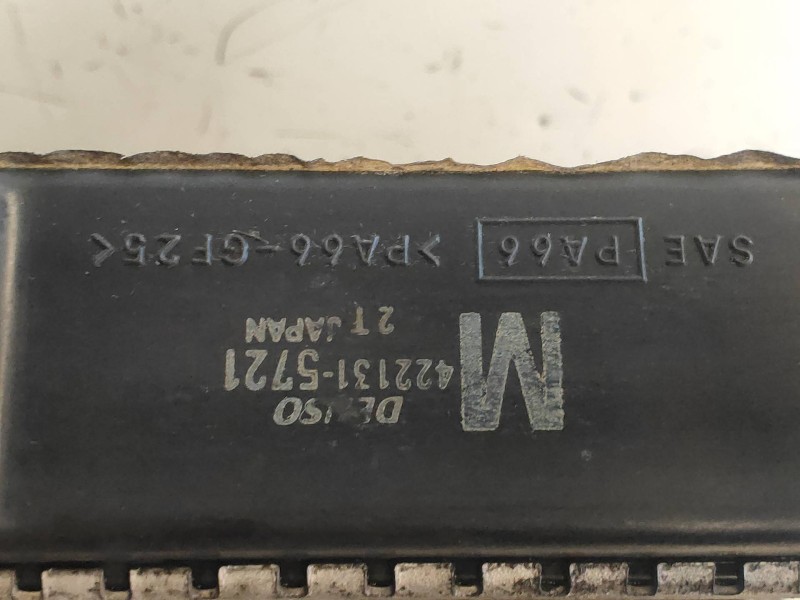 DENSO
M 422131-5721
2T JAPAN
SAE PA66 >PA66-GF25<